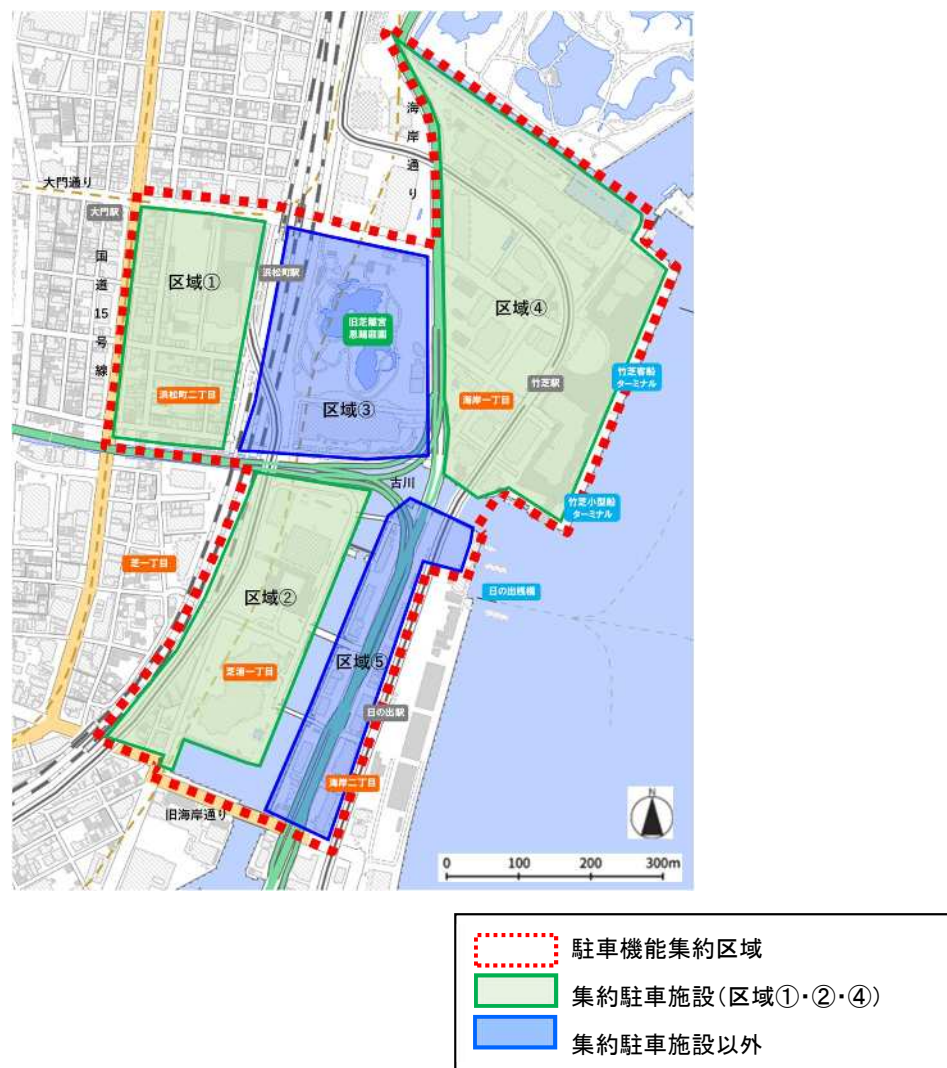 海岸通り
大門通り
大門駅
国道15号線
区域①
浜松町駅
旧芝離宮
恩賜庭園
区域④
竹芝駅
竹芝客船
ターミナル
浜松町二丁目
区域③
海岸一丁目
古川
竹芝小型船
ターミナル
芝一丁目
区域②
日の出桟橋
区域⑤
芝浦一丁目
日の出駅
海岸二丁目
旧海岸通り
N
0 100 200 300m
駐車機能集約区域
集約駐車施設（区域①・②・④）
集約駐車施設以外